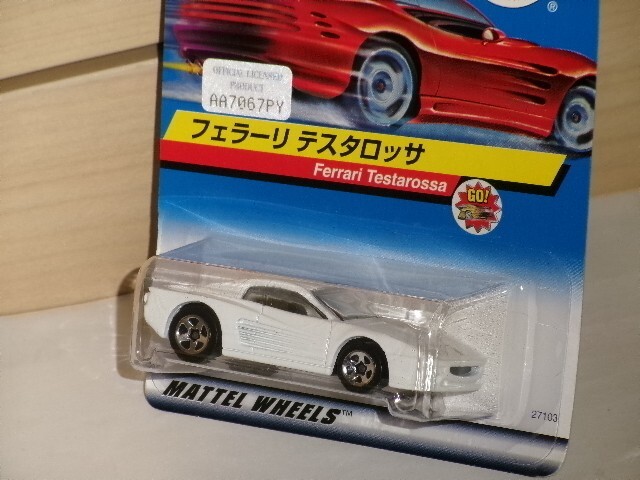 ®
OFFICIAL LICENSED
PRODUCT
AA7067PY
フェラーリ テスタロッサ
Ferrari Testarossa
GO!
MATTEL WHEELS™
27103